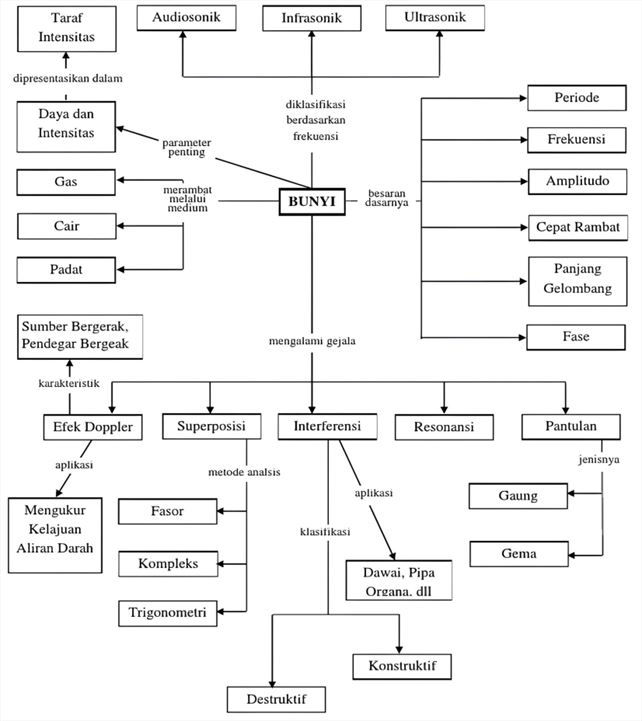 Taraf
Intensitas
Audiosonik
Infrasonik
Ultrasonik
dipresentasikan dalam
Daya dan
Intensitas
parameter
penting
diklasifikasi
berdasarkan
frekuensi
Periode
Frekuensi
Amplitudo
Cepat Rambat
Panjang
Gelombang
Fase
Gas
Cair
Padat
merambat
melalui
medium
BUNYI
besaran
dasarnya
mengalami gejala
Sumber Bergerak,
Pendegar Bergeak
karakteristik
Efek Doppler
Superposisi
Interferensi
Resonansi
Pantulan
aplikasi
Mengukur
Kelajuan
Aliran Darah
metode analsis
Fasor
Kompleks
Trigonometri
klasifikasi
aplikasi
Dawai, Pipa
Organa, dll
jenisnya
Gaung
Gema
Konstruktif
Destruktif